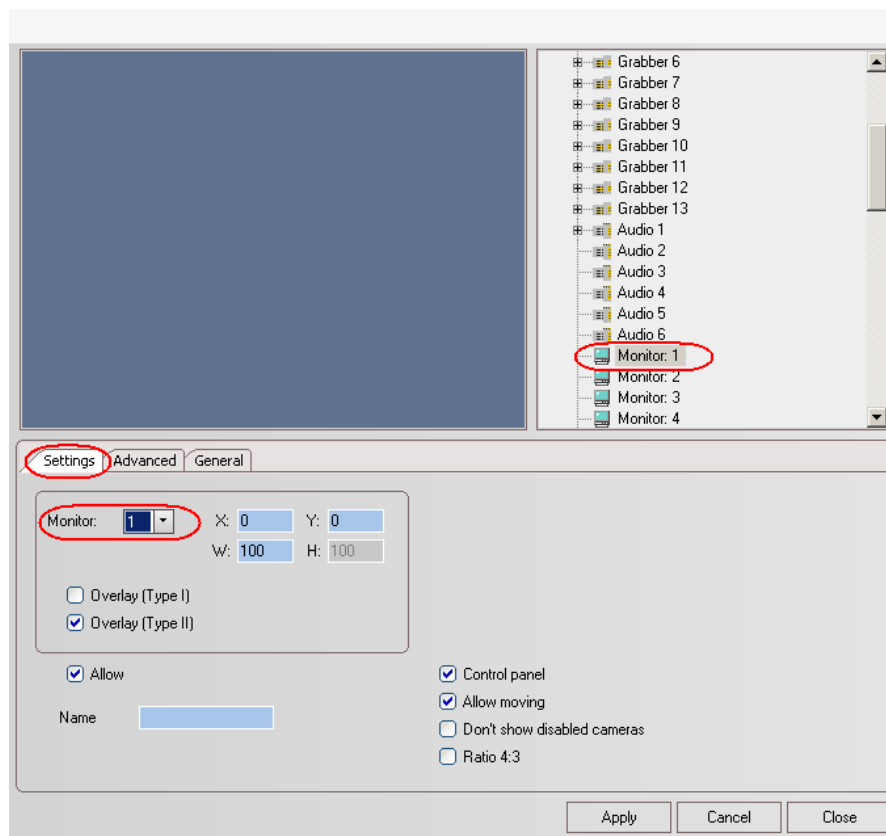 Grabber 6
Grabber 7
Grabber 8
Grabber 9
Grabber 10
Grabber 11
Grabber 12
Grabber 13
Audio 1
Audio 2
Audio 3
Audio 4
Audio 5
Audio 6
Monitor: 1
Monitor: 2
Monitor: 3
Monitor: 4
Settings Advanced General
Monitor: 1 X: 0 Y: 0
W: 100 H: 100
Overlay (Type I)
Overlay (Type II)
Allow
Name
Control panel
Allow moving
Don't show disabled cameras
Ratio 4:3
Apply Cancel Close